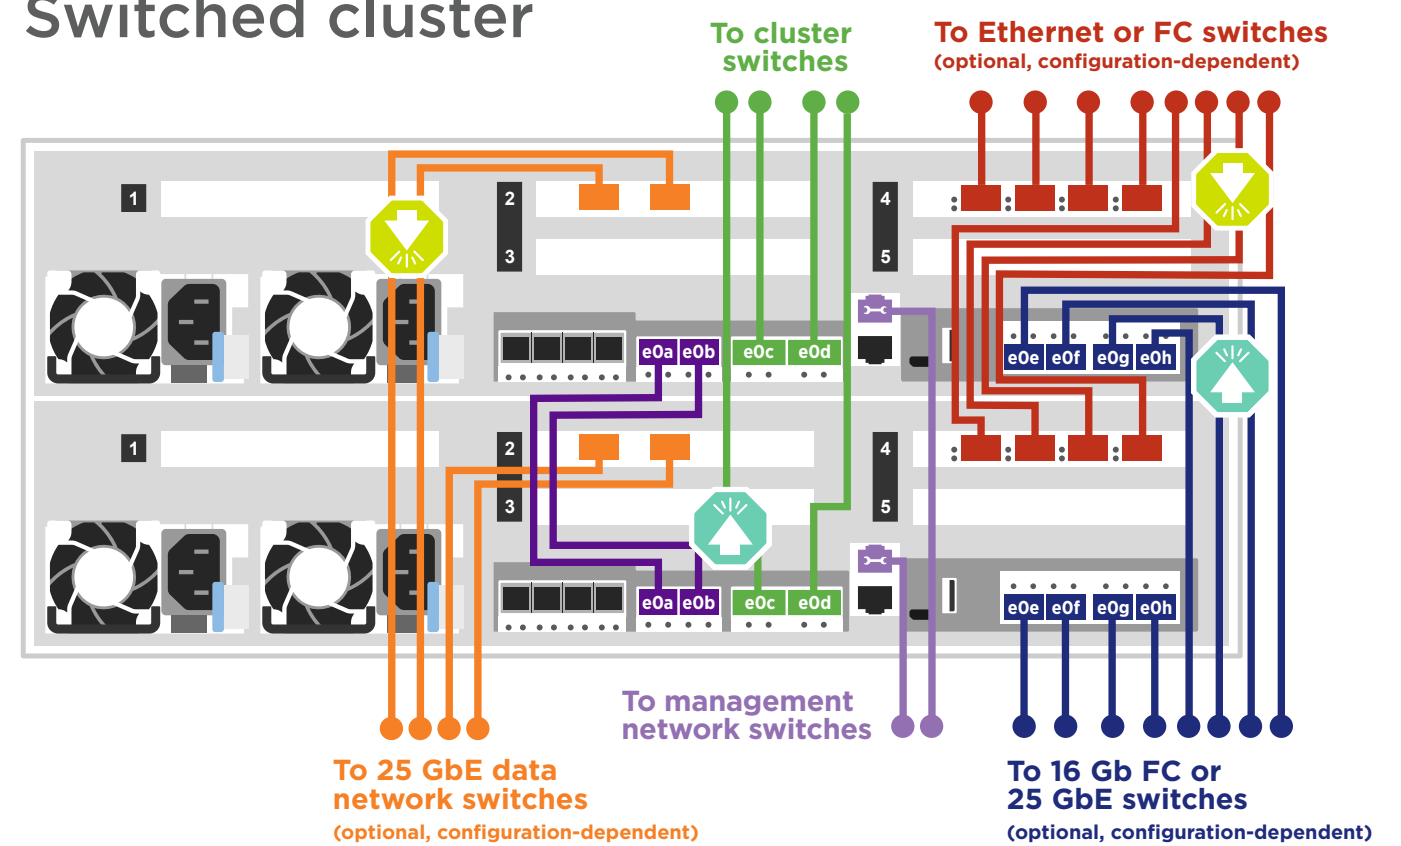 Switched cluster
To cluster
switches
To Ethernet or FC switches
(optional, configuration-dependent)
1
2
4
3
5
e0a e0b e0c e0d
e0e e0f e0g e0h
1
2
4
3
5
e0a e0b e0c e0d
e0e e0f e0g e0h
To management
network switches
To 25 GbE data
network switches
(optional, configuration-dependent)
To 16 Gb FC or
25 GbE switches
(optional, configuration-dependent)